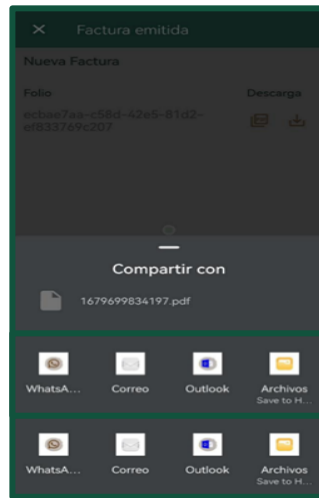 Factura emitida
Nueva Factura
Folio Descarga
ecbae7aa-c58d-42e5-81d2-
ef833769c207
Compartir con
1679699834197.pdf
WhatsA... Correo Outlook Archivos
Save to H...
WhatsA... Correo Outlook Archivos
Save to H...